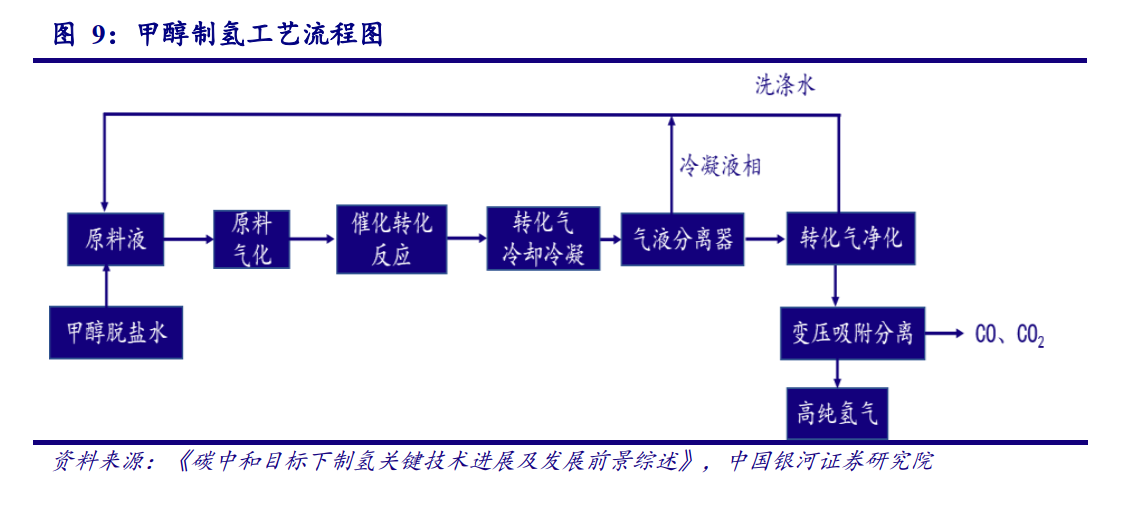 图 9：甲醇制氢工艺流程图
洗涤水
冷凝液相
原料液
原料
气化
催化转化
反应
转化气
冷却冷凝
气液分离器
转化气净化
甲醇脱盐水
变压吸附分离
CO、CO₂
高纯氢气
资料来源：《碳中和目标下制氢关键技术进展及发展前景综述》，中国银河证券研究院